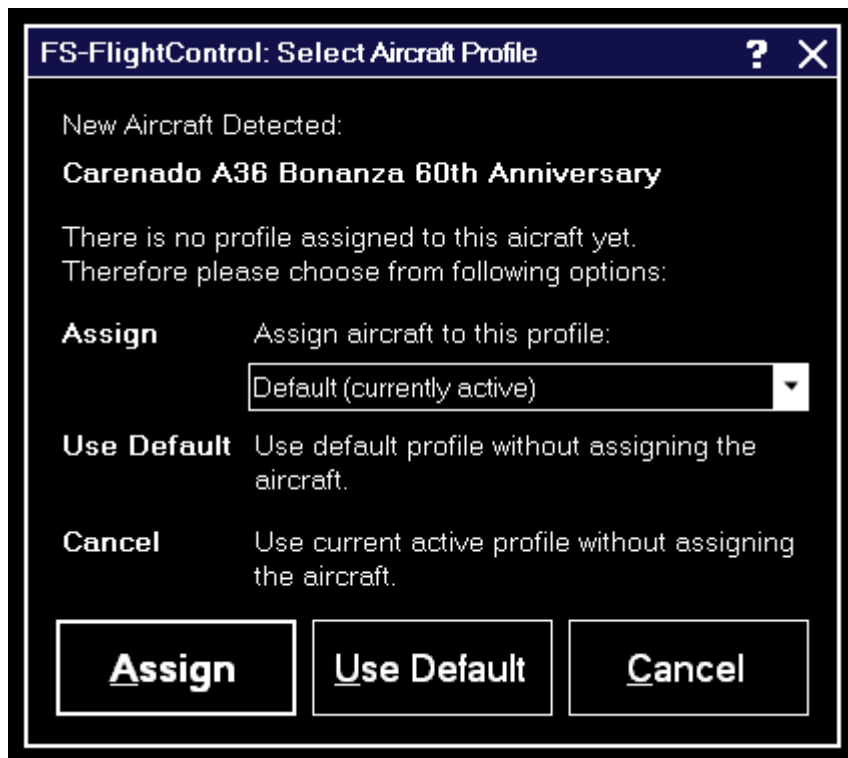 FS-FlightControl: Select Aircraft Profile ? X
New Aircraft Detected:
Carenado A36 Bonanza 60th Anniversary
There is no profile assigned to this aicraft yet.
Therefore please choose from following options:
Assign Assign aircraft to this profile:
Default (currently active)
Use Default Use default profile without assigning the
aircraft.
Cancel Use current active profile without assigning
the aircraft.
Assign Use Default Cancel